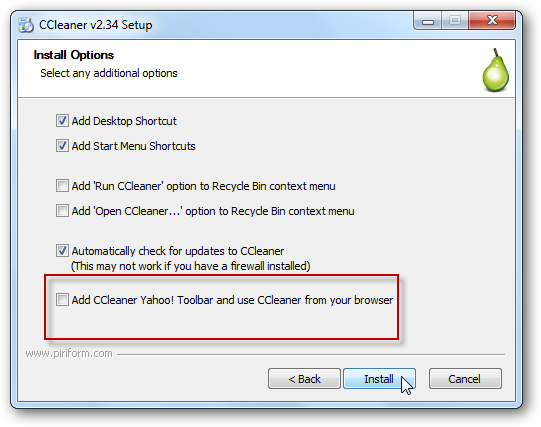 CCleaner v2.34 Setup
Install Options
Select any additional options
Add Desktop Shortcut
Add Start Menu Shortcuts
Add 'Run CCleaner' option to Recycle Bin context menu
Add 'Open CCleaner...' option to Recycle Bin context menu
Automatically check for updates to CCleaner
(This may not work if you have a firewall installed)
Add CCleaner Yahoo! Toolbar and use CCleaner from your browser
www.piriform.com
< Back Install Cancel